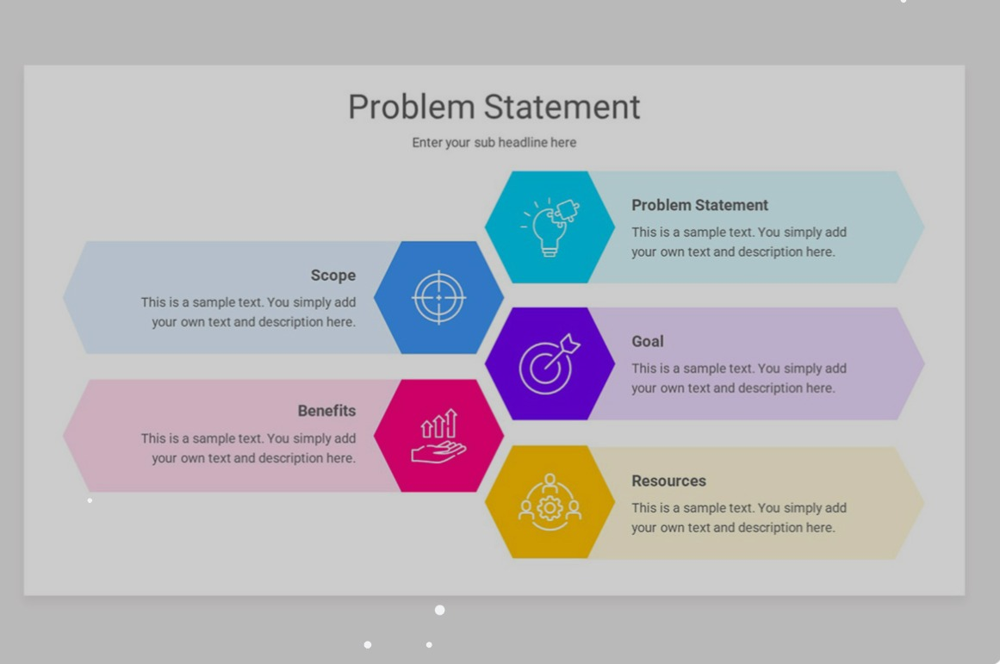 Problem Statement
Enter your sub headline here
Problem Statement
This is a sample text. You simply add
your own text and description here.
Scope
This is a sample text. You simply add
your own text and description here.
Goal
This is a sample text. You simply add
your own text and description here.
Benefits
This is a sample text. You simply add
your own text and description here.
Resources
This is a sample text. You simply add
your own text and description here.